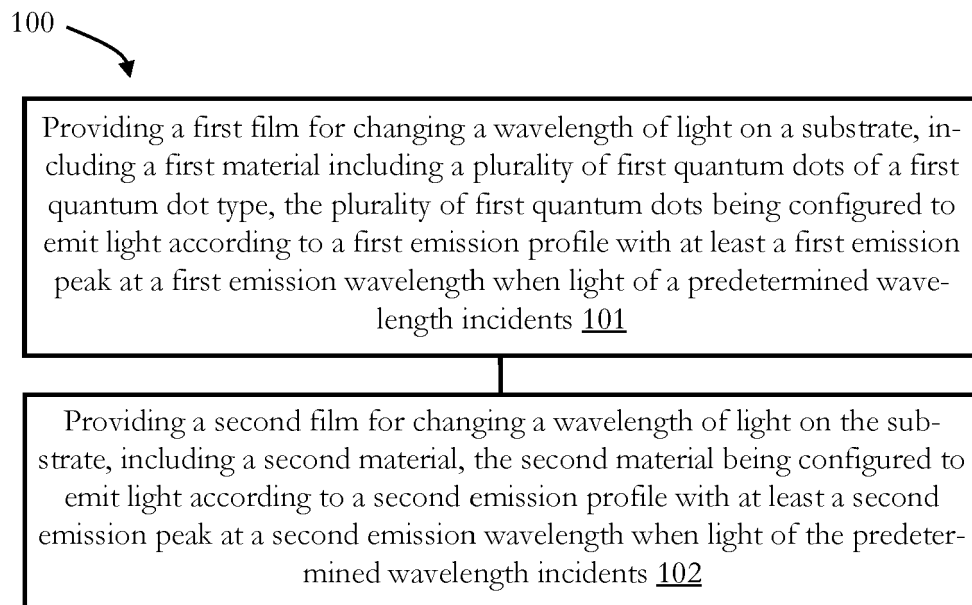 100
Providing a first film for changing a wavelength of light on a substrate, in-
cluding a first material including a plurality of first quantum dots of a first
quantum dot type, the plurality of first quantum dots being configured to
emit light according to a first emission profile with at least a first emission
peak at a first emission wavelength when light of a predetermined wave-
length incidents 101
Providing a second film for changing a wavelength of light on the sub-
strate, including a second material, the second material being configured to
emit light according to a second emission profile with at least a second
emission peak at a second emission wavelength when light of the predeter-
mined wavelength incidents 102